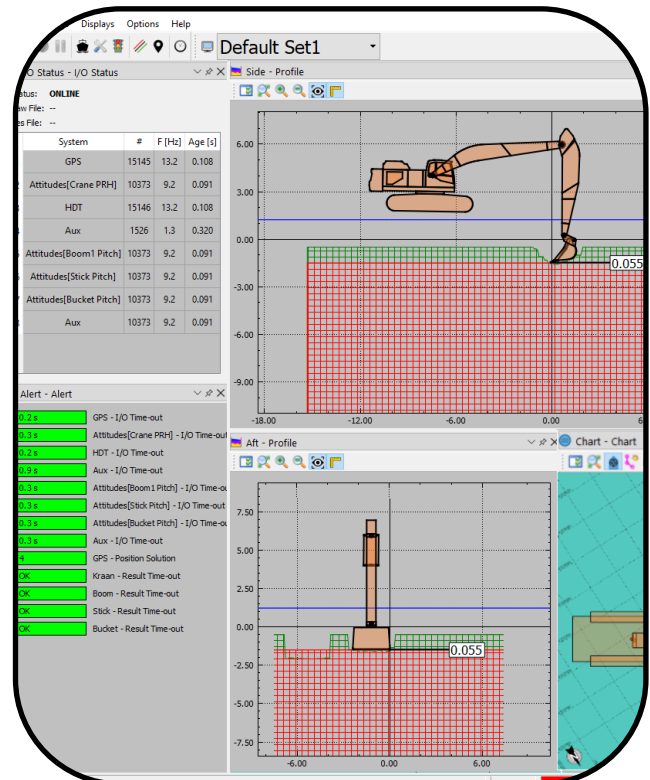 Displays Options Help
Default Set1
O Status - I/O Status
atus: ONLINE
aw File: --
es File: --
System # F [Hz] Age [s]
GPS 15145 13.2 0.108
Attitudes[Crane PRH] 10373 9.2 0.091
HDT 15146 13.2 0.108
Aux 1526 1.3 0.320
Attitudes[Boom1 Pitch] 10373 9.2 0.091
Attitudes[Stick Pitch] 10373 9.2 0.091
Attitudes[Bucket Pitch] 10373 9.2 0.091
Aux 10373 9.2 0.091
Alert - Alert
0.2 s GPS - I/O Time-out
0.3 s Attitudes[Crane PRH] - I/O Time-out
0.2 s HDT - I/O Time-out
0.9 s Aux - I/O Time-out
0.3 s Attitudes[Boom1 Pitch] - I/O Time-ou
0.3 s Attitudes[Stick Pitch] - I/O Time-out
0.3 s Attitudes[Bucket Pitch] - I/O Time-ou
0.3 s Aux - I/O Time-out
4 GPS - Position Solution
OK Kraan - Result Time-out
OK Boom - Result Time-out
OK Stick - Result Time-out
OK Bucket - Result Time-out
Side - Profile
6.00
3.00
0.00
0.055
-3.00
-6.00
-9.00
-18.00 -12.00 -6.00 0.00 6
Aft - Profile
7.50
5.00
2.50
0.00
0.055
-2.50
-5.00
-7.50
-6.00 0.00 6.00
Chart - Chart